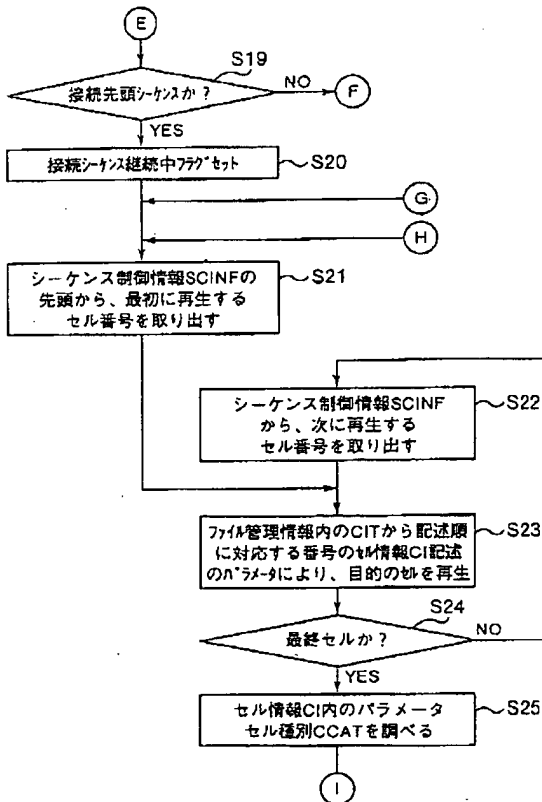 E
S19
接続先頭ｼｰｹﾝｽか？
NO
F
YES
接続ｼｰｹﾝｽ継続中ﾌﾗｸﾞｾｯﾄ
S20
G
H
シーケンス制御情報SCINFの
先頭から、最初に再生する
セル番号を取り出す
S21
シーケンス制御情報SCINF
から、次に再生する
セル番号を取り出す
S22
ﾌｧｲﾙ管理情報内のCITから記述順
に対応する番号のｾﾙ情報CI記述
のﾊﾟﾗﾒｰﾀにより、目的のｾﾙを再生
S23
S24
最終セルか？
NO
YES
セル情報CI内のパラメータ
セル種別CCATを調べる
S25
I